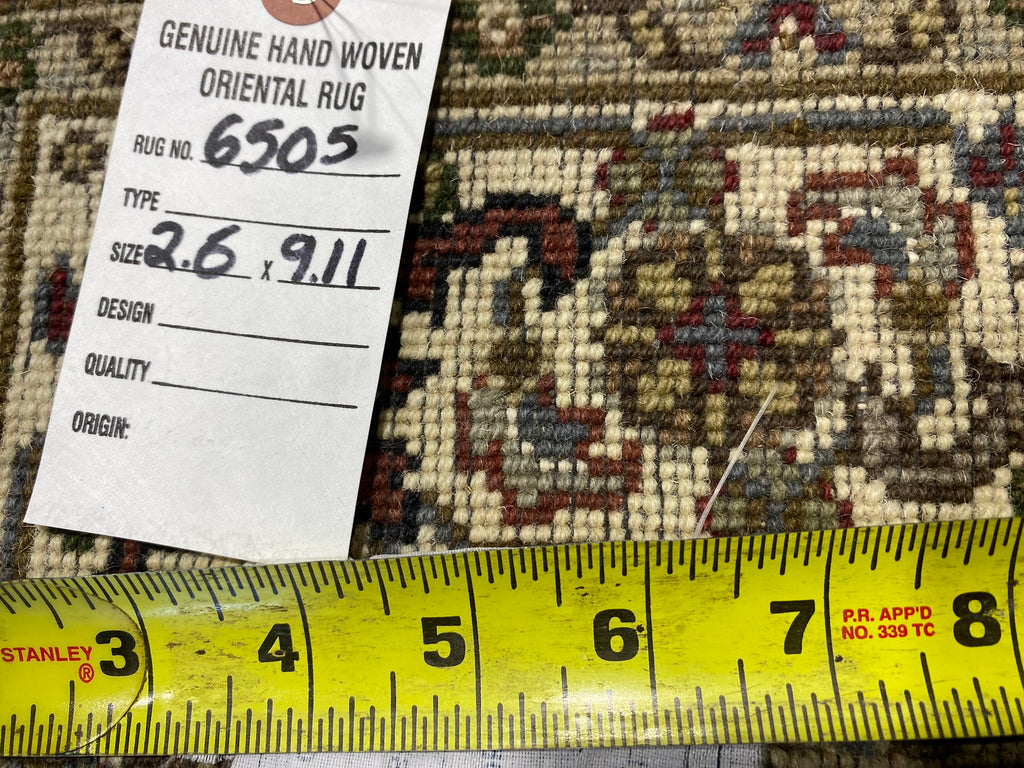 GENUINE HAND WOVEN
ORIENTAL RUG
RUG NO. 6505
TYPE
SIZE 2.6 X 9.11
DESIGN
QUALITY
ORIGIN:
STANLEY ® 3 4 5 6 7 P.R. APP'D 8
NO. 339 TC